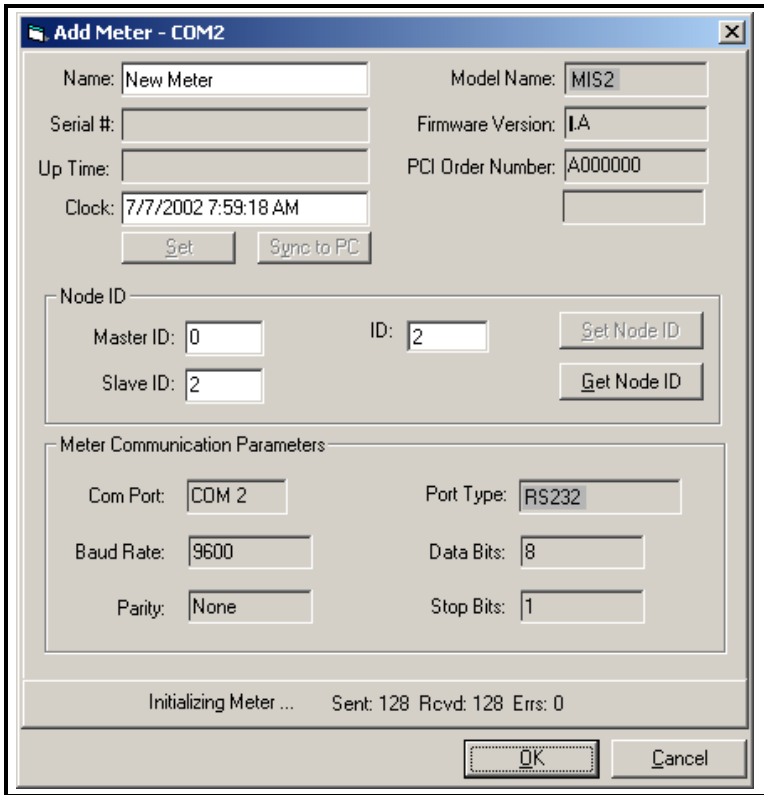 Add Meter - COM2
Name: New Meter
Model Name: MIS2
Serial #:
Firmware Version: I.A
Up Time:
PCI Order Number: A000000
Clock: 7/7/2002 7:59:18 AM
Set
Sync to PC
Node ID
Master ID: 0
ID: 2
Set Node ID
Slave ID: 2
Get Node ID
Meter Communication Parameters
Com Port: COM 2
Port Type: RS232
Baud Rate: 9600
Data Bits: 8
Parity: None
Stop Bits: 1
Initializing Meter ...
Sent: 128 Rcvd: 128 Errs: 0
OK
Cancel